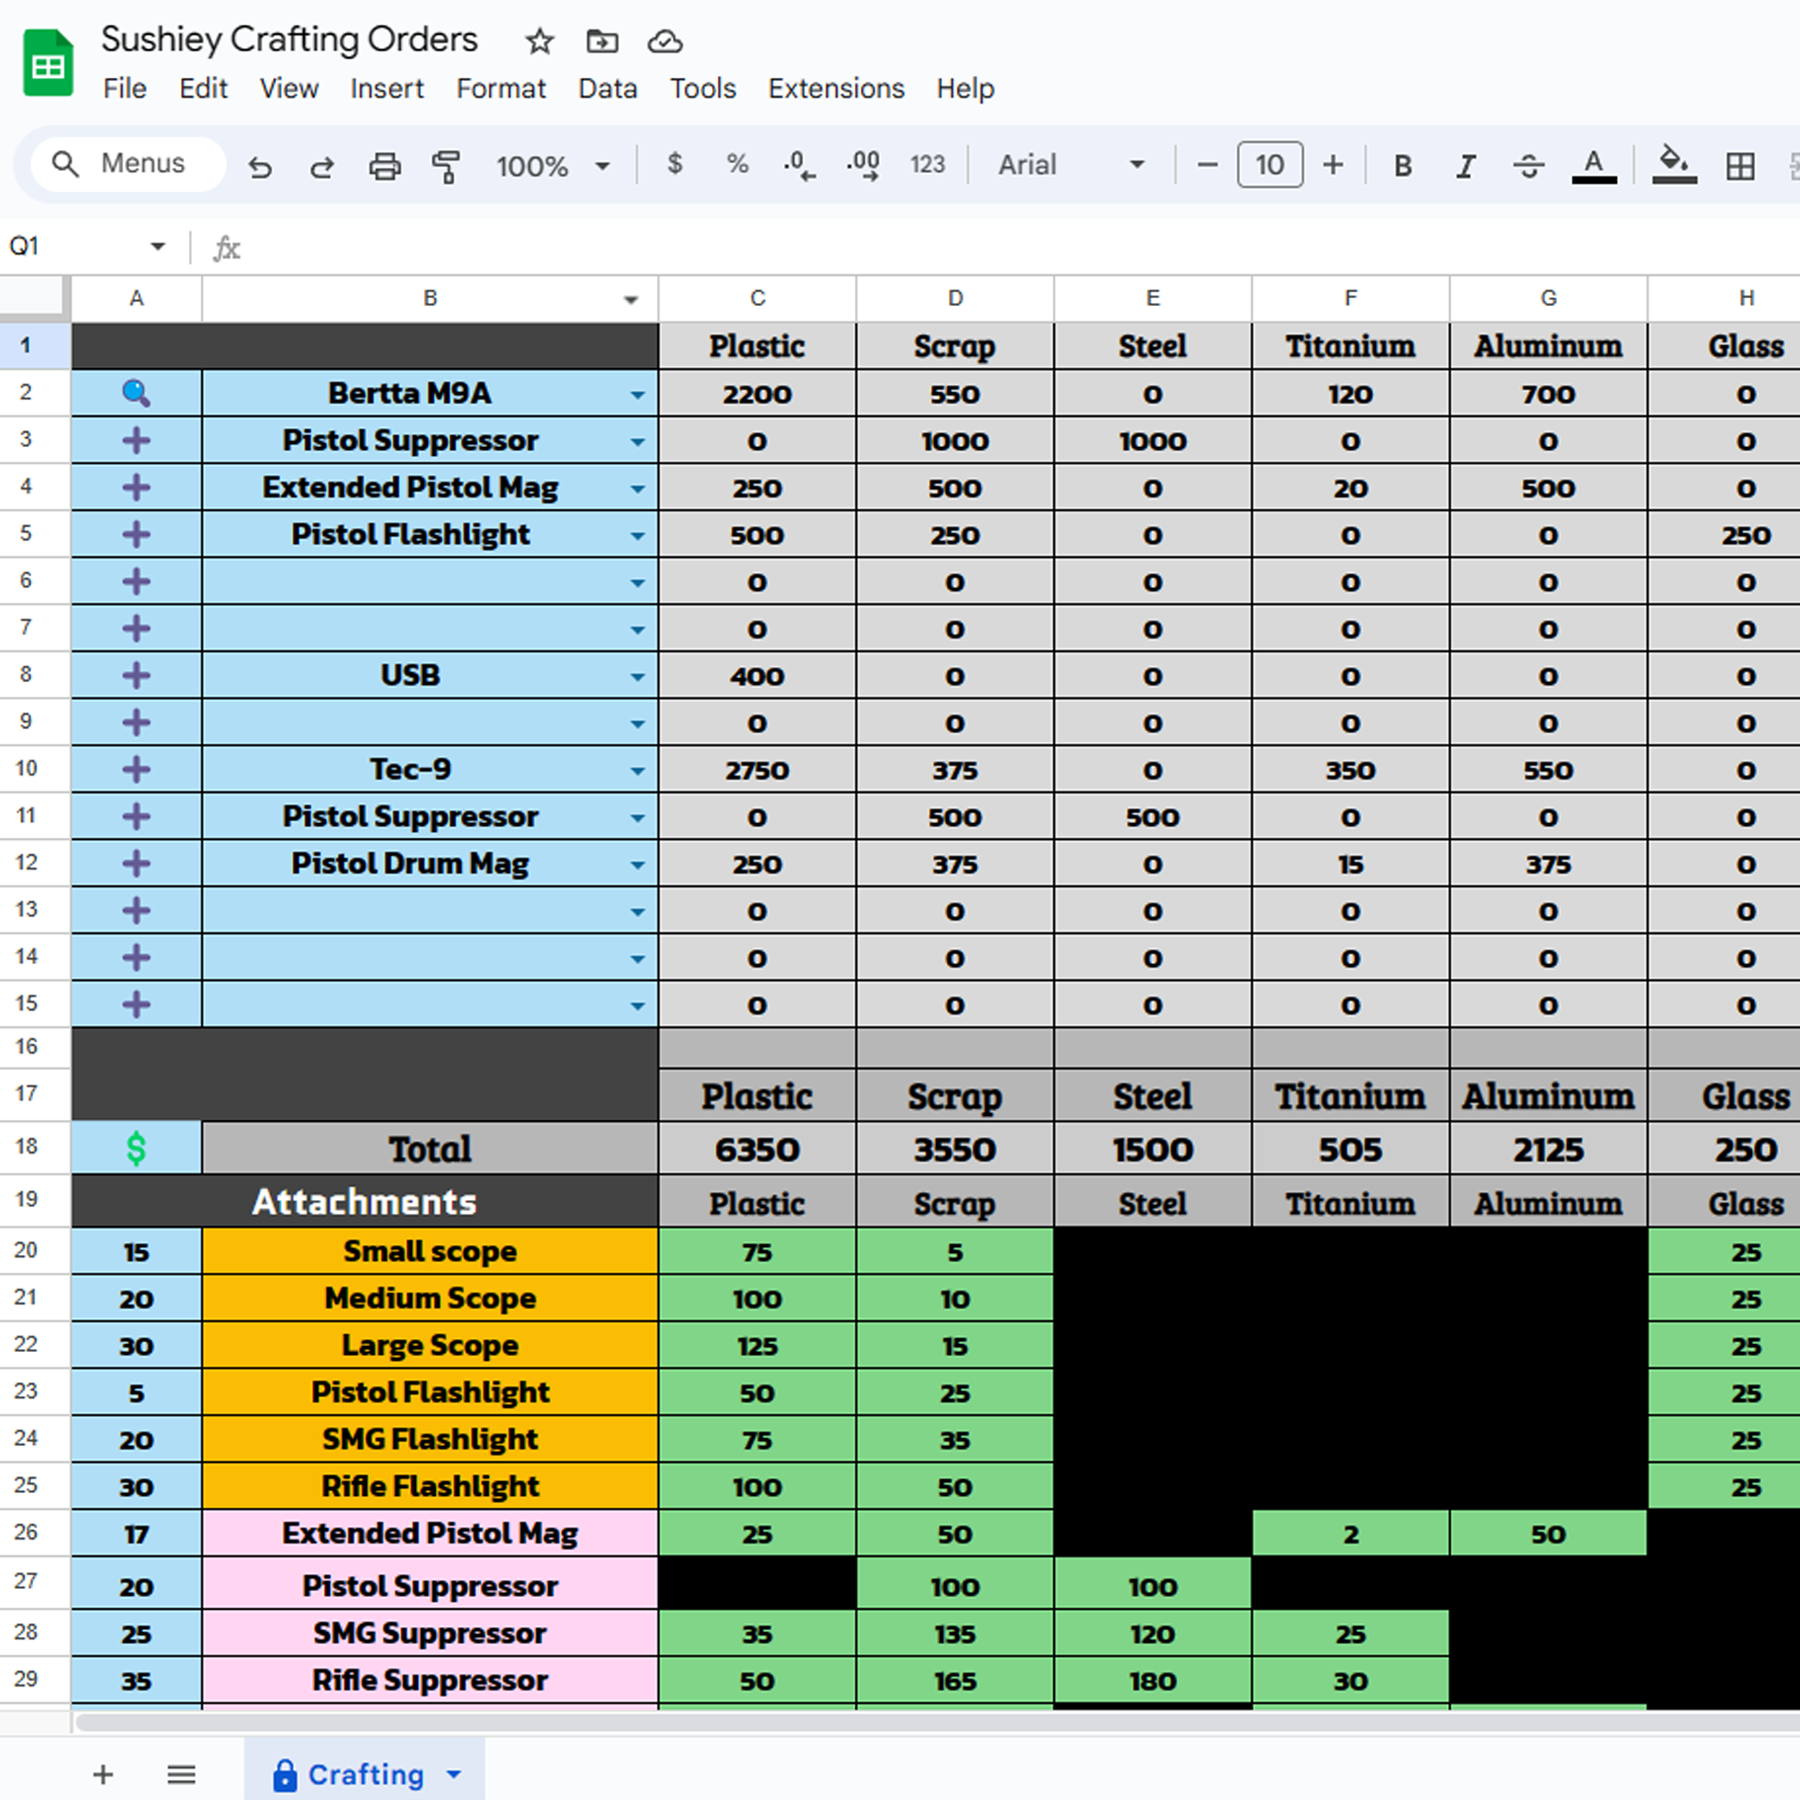 Sushiey Crafting Orders
File Edit View Insert Format Data Tools Extensions Help
Menus 100% $ % .0 .00 123 Arial 10 B I A
Q1 fx
A B C D E F G H
1 Plastic Scrap Steel Titanium Aluminum Glass
2 Bertta M9A 2200 550 0 120 700 0
3 Pistol Suppressor 0 1000 1000 0 0 0
4 Extended Pistol Mag 250 500 0 20 500 0
5 Pistol Flashlight 500 250 0 0 0 250
6 0 0 0 0 0 0
7 0 0 0 0 0 0
8 USB 400 0 0 0 0 0
9 0 0 0 0 0 0
10 Tec-9 2750 375 0 350 550 0
11 Pistol Suppressor 0 500 500 0 0 0
12 Pistol Drum Mag 250 375 0 15 375 0
13 0 0 0 0 0 0
14 0 0 0 0 0 0
15 0 0 0 0 0 0
16
17 Plastic Scrap Steel Titanium Aluminum Glass
18 $ Total 6350 3550 1500 505 2125 250
19 Attachments Plastic Scrap Steel Titanium Aluminum Glass
20 15 Small scope 75 5 25
21 20 Medium Scope 100 10 25
22 30 Large Scope 125 15 25
23 5 Pistol Flashlight 50 25 25
24 20 SMG Flashlight 75 35 25
25 30 Rifle Flashlight 100 50 25
26 17 Extended Pistol Mag 25 50 2 50
27 20 Pistol Suppressor 100 100
28 25 SMG Suppressor 35 135 120 25
29 35 Rifle Suppressor 50 165 180 30
Crafting